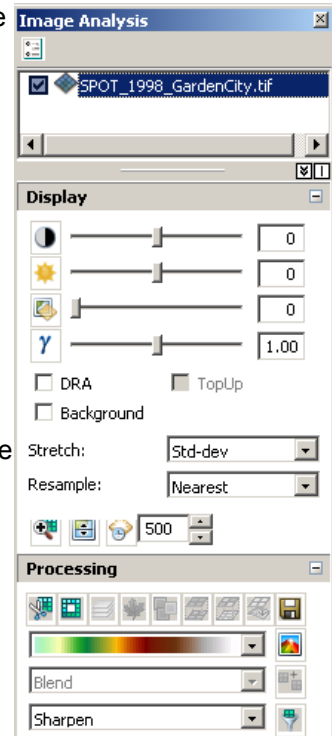 e
Image Analysis
SPOT_1998_GardenCity.tif
Display
0
0
0
γ 1.00
DRA TopUp
Background
e
Stretch: Std-dev
Resample: Nearest
500
Processing
Blend
Sharpen